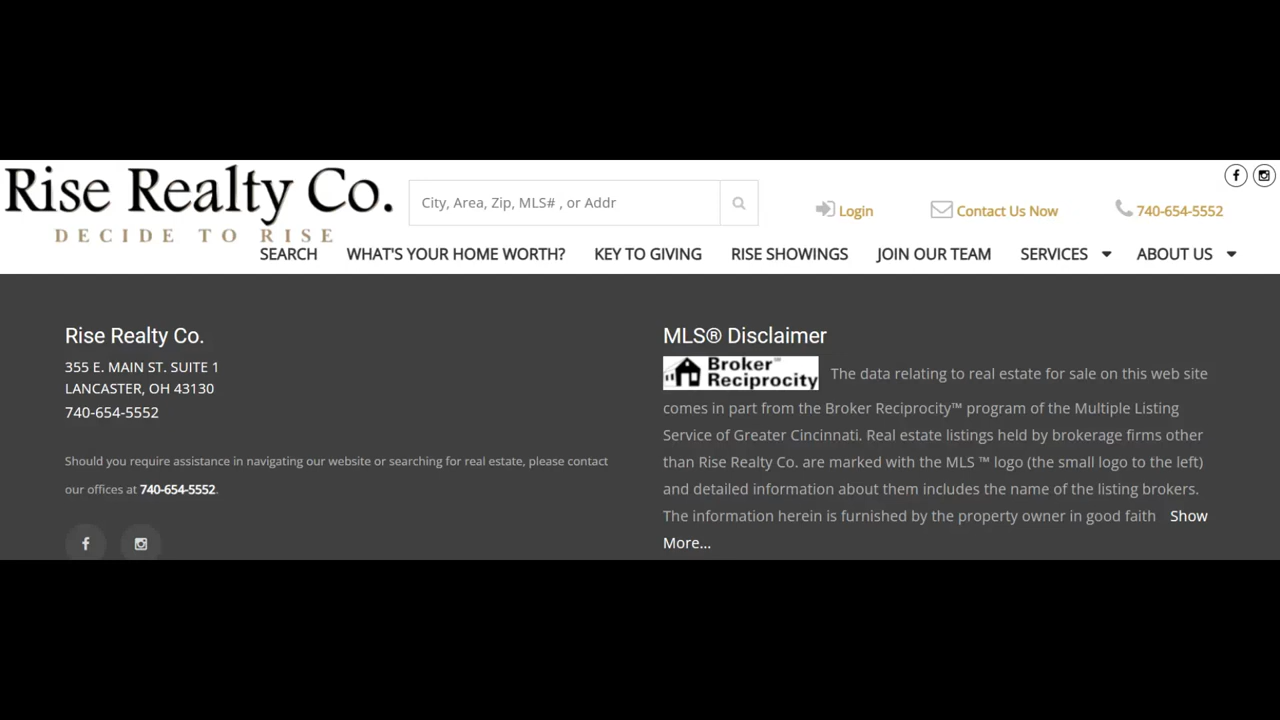 Rise Realty Co.
DECIDE TO RISE
City, Area, Zip, MLS# , or Addr
Login
Contact Us Now
740-654-5552
SEARCH
WHAT'S YOUR HOME WORTH?
KEY TO GIVING
RISE SHOWINGS
JOIN OUR TEAM
SERVICES
ABOUT US
Rise Realty Co.
355 E. MAIN ST. SUITE 1
LANCASTER, OH 43130
740-654-5552
Should you require assistance in navigating our website or searching for real estate, please contact
our offices at 740-654-5552.
MLS® Disclaimer
Broker℠
Reciprocity
The data relating to real estate for sale on this web site
comes in part from the Broker Reciprocity™ program of the Multiple Listing
Service of Greater Cincinnati. Real estate listings held by brokerage firms other
than Rise Realty Co. are marked with the MLS ™ logo (the small logo to the left)
and detailed information about them includes the name of the listing brokers.
The information herein is furnished by the property owner in good faith Show
More...